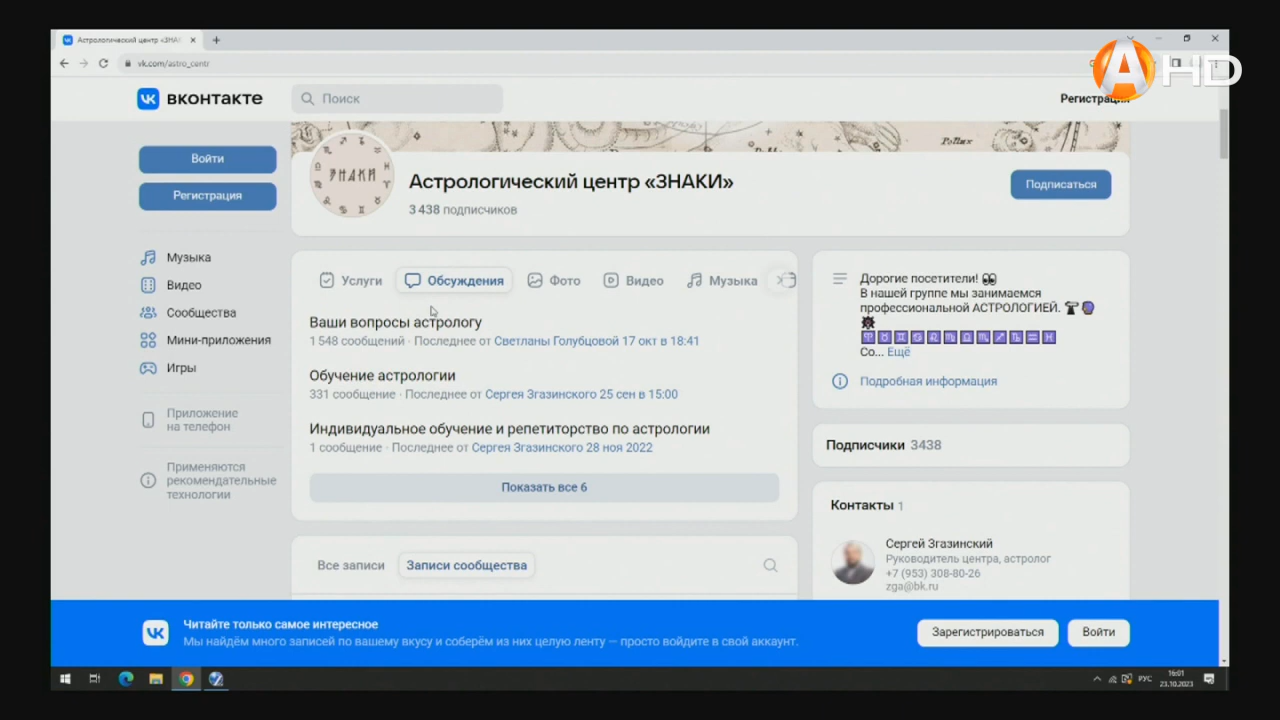 Астрологический центр «ЗНА
vk.com/astro_centr
АHD
вконтакте
Поиск
Регистрация
Войти
Регистрация
Музыка
Видео
Сообщества
Мини-приложения
Игры
Приложение
на телефон
Применяются
рекомендательные
технологии
Pollux
ЗНАКИ
Астрологический центр «ЗНАКИ»
3 438 подписчиков
Подписаться
Услуги
Обсуждения
Фото
Видео
Музыка
Ваши вопросы астрологу
1 548 сообщений · Последнее от Светланы Голубцовой 17 окт в 18:41
Обучение астрологии
331 сообщение · Последнее от Сергея Згазинского 25 сен в 15:00
Индивидуальное обучение и репетиторство по астрологии
1 сообщение · Последнее от Сергея Згазинского 28 ноя 2022
Показать все 6
Все записи
Записи сообщества
Дорогие посетители! 👀
В нашей группе мы занимаемся
профессиональной АСТРОЛОГИЕЙ.
♈♉♊♋♌♍♎♏♐♑♒♓
Со... Ещё
Подробная информация
Подписчики 3438
Контакты 1
Сергей Згазинский
Руководитель центра, астролог
+7 (953) 308-80-26
zga@bk.ru
Читайте только самое интересное
Мы найдём много записей по вашему вкусу и соберём из них целую ленту — просто войдите в свой аккаунт.
Зарегистрироваться
Войти
РУС
16:01
23.10.2023